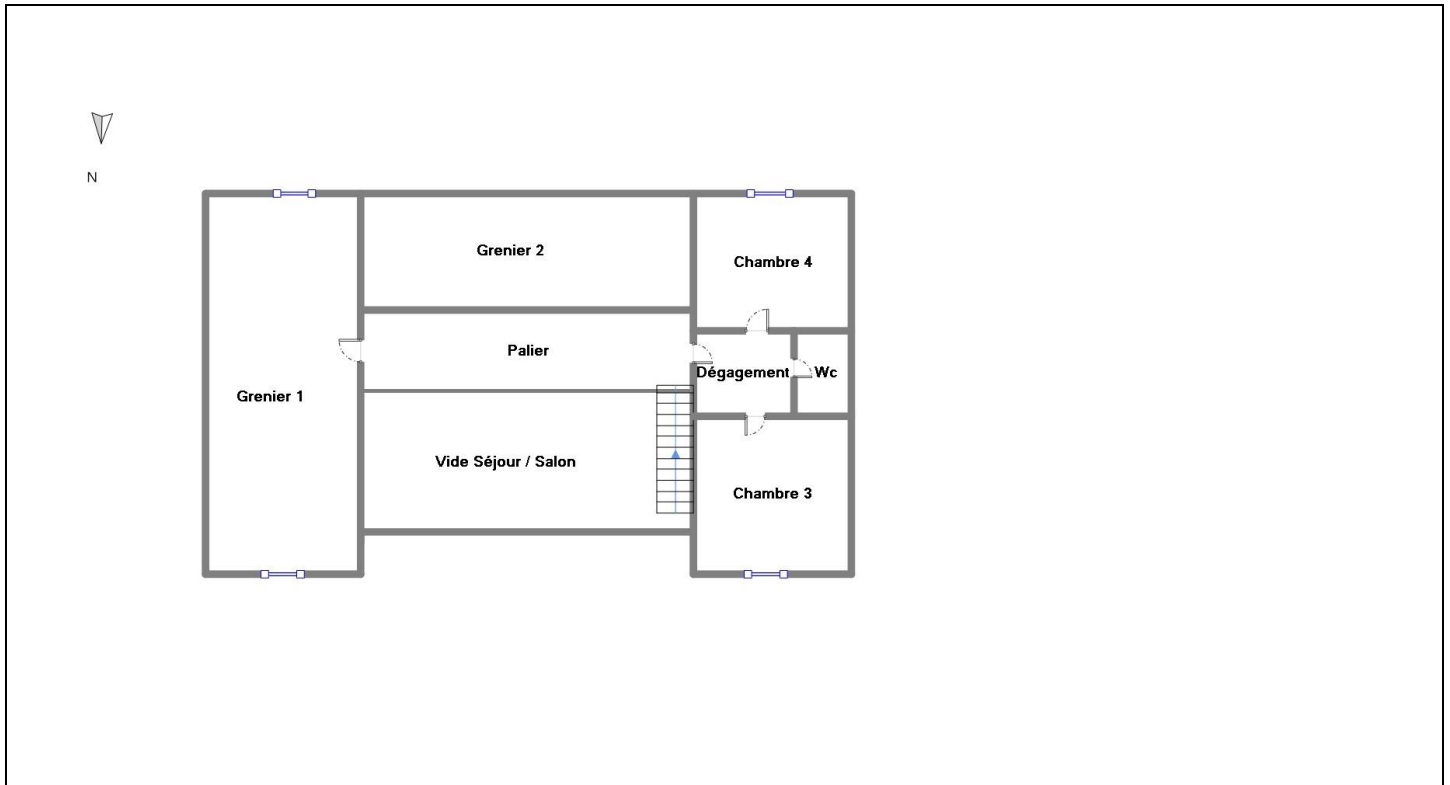 N
Grenier 2
Chambre 4
Palier
Dégagement
Wc
Grenier 1
Vide Séjour / Salon
Chambre 3